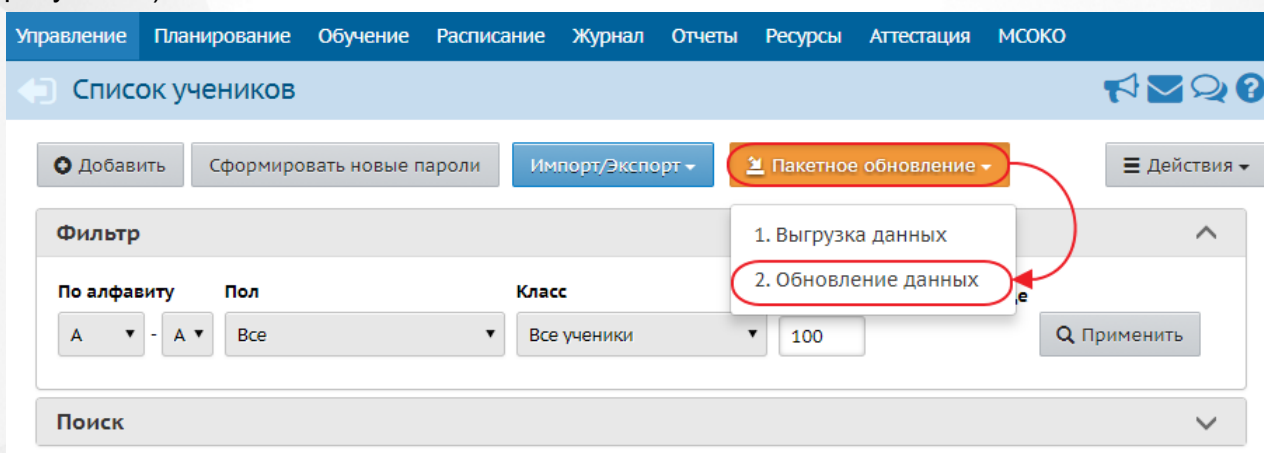 Управление Планирование Обучение Расписание Журнал Отчеты Ресурсы Аттестация МСОКО
Список учеников
Добавить Сформировать новые пароли Импорт/Экспорт Пакетное обновление Действия
Фильтр
1. Выгрузка данных
2. Обновление данных
По алфавиту Пол Класс
А - А Все Все ученики 100 Применить
Поиск